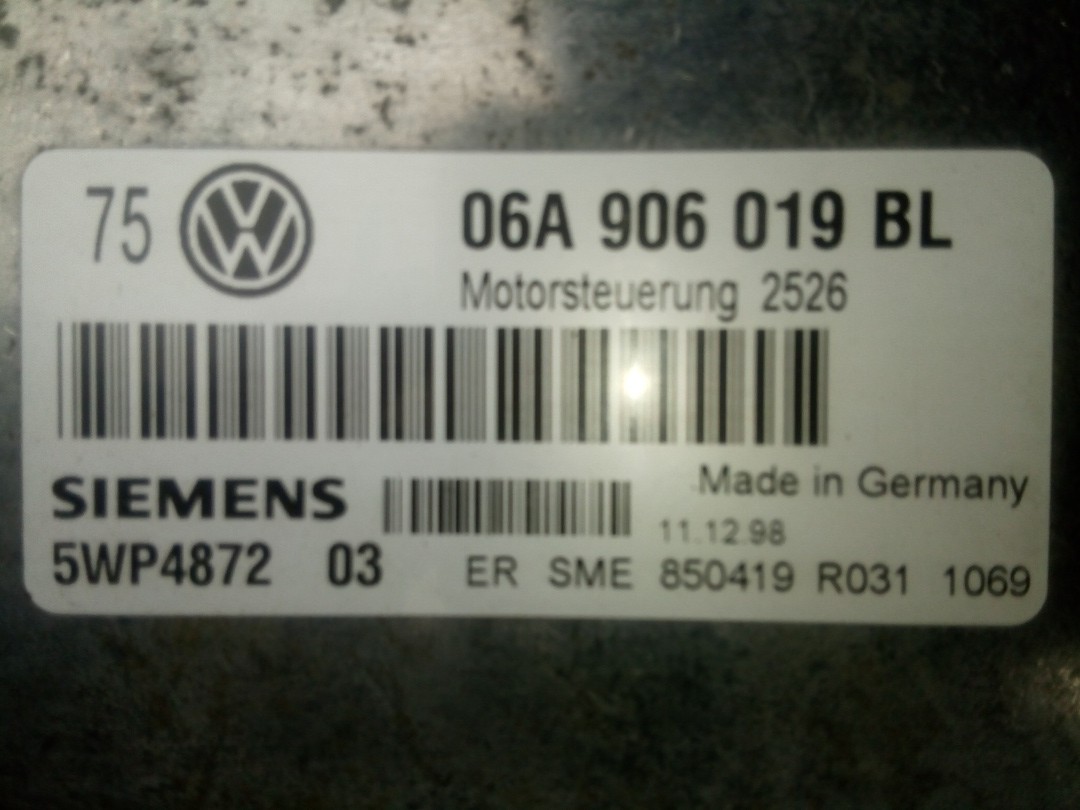 75 VW 06A 906 019 BL
Motorsteuerung 2526
Made in Germany
SIEMENS
11.12.98
5WP4872 03 ER SME 850419 R031 1069